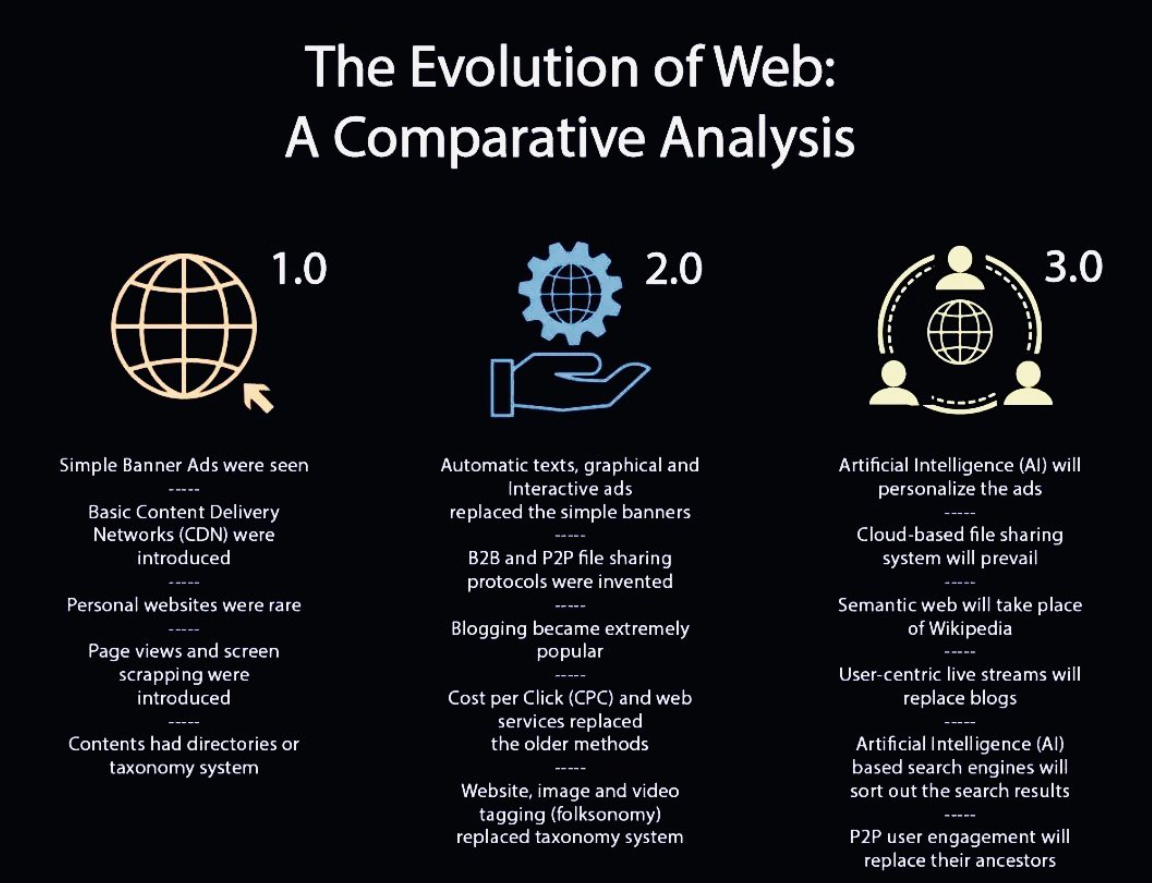 The Evolution of Web:
A Comparative Analysis
1.0
Simple Banner Ads were seen
-----
Basic Content Delivery
Networks (CDN) were
introduced
-----
Personal websites were rare
-----
Page views and screen
scrapping were
introduced
-----
Contents had directories or
taxonomy system
2.0
Automatic texts, graphical and
Interactive ads
replaced the simple banners
-----
B2B and P2P file sharing
protocols were invented
-----
Blogging became extremely
popular
-----
Cost per Click (CPC) and web
services replaced
the older methods
-----
Website, image and video
tagging (folksonomy)
replaced taxonomy system
3.0
Artificial Intelligence (AI) will
personalize the ads
-----
Cloud-based file sharing
system will prevail
-----
Semantic web will take place
of Wikipedia
-----
User-centric live streams will
replace blogs
-----
Artificial Intelligence (AI)
based search engines will
sort out the search results
-----
P2P user engagement will
replace their ancestors